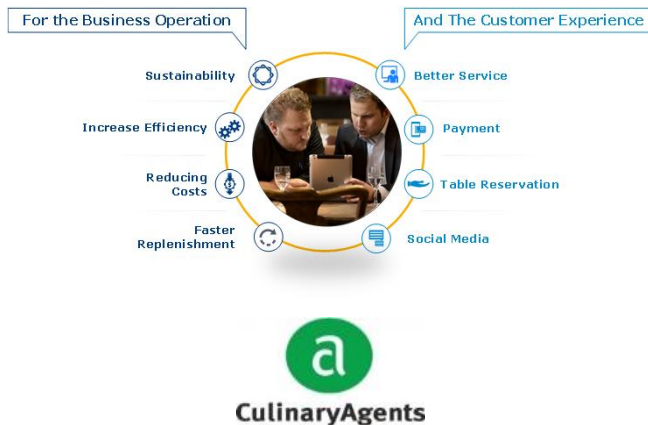 For the Business Operation
And The Customer Experience
Sustainability
Better Service
Increase Efficiency
Payment
Reducing
Costs
Table Reservation
Faster
Replenishment
Social Media
a
CulinaryAgents